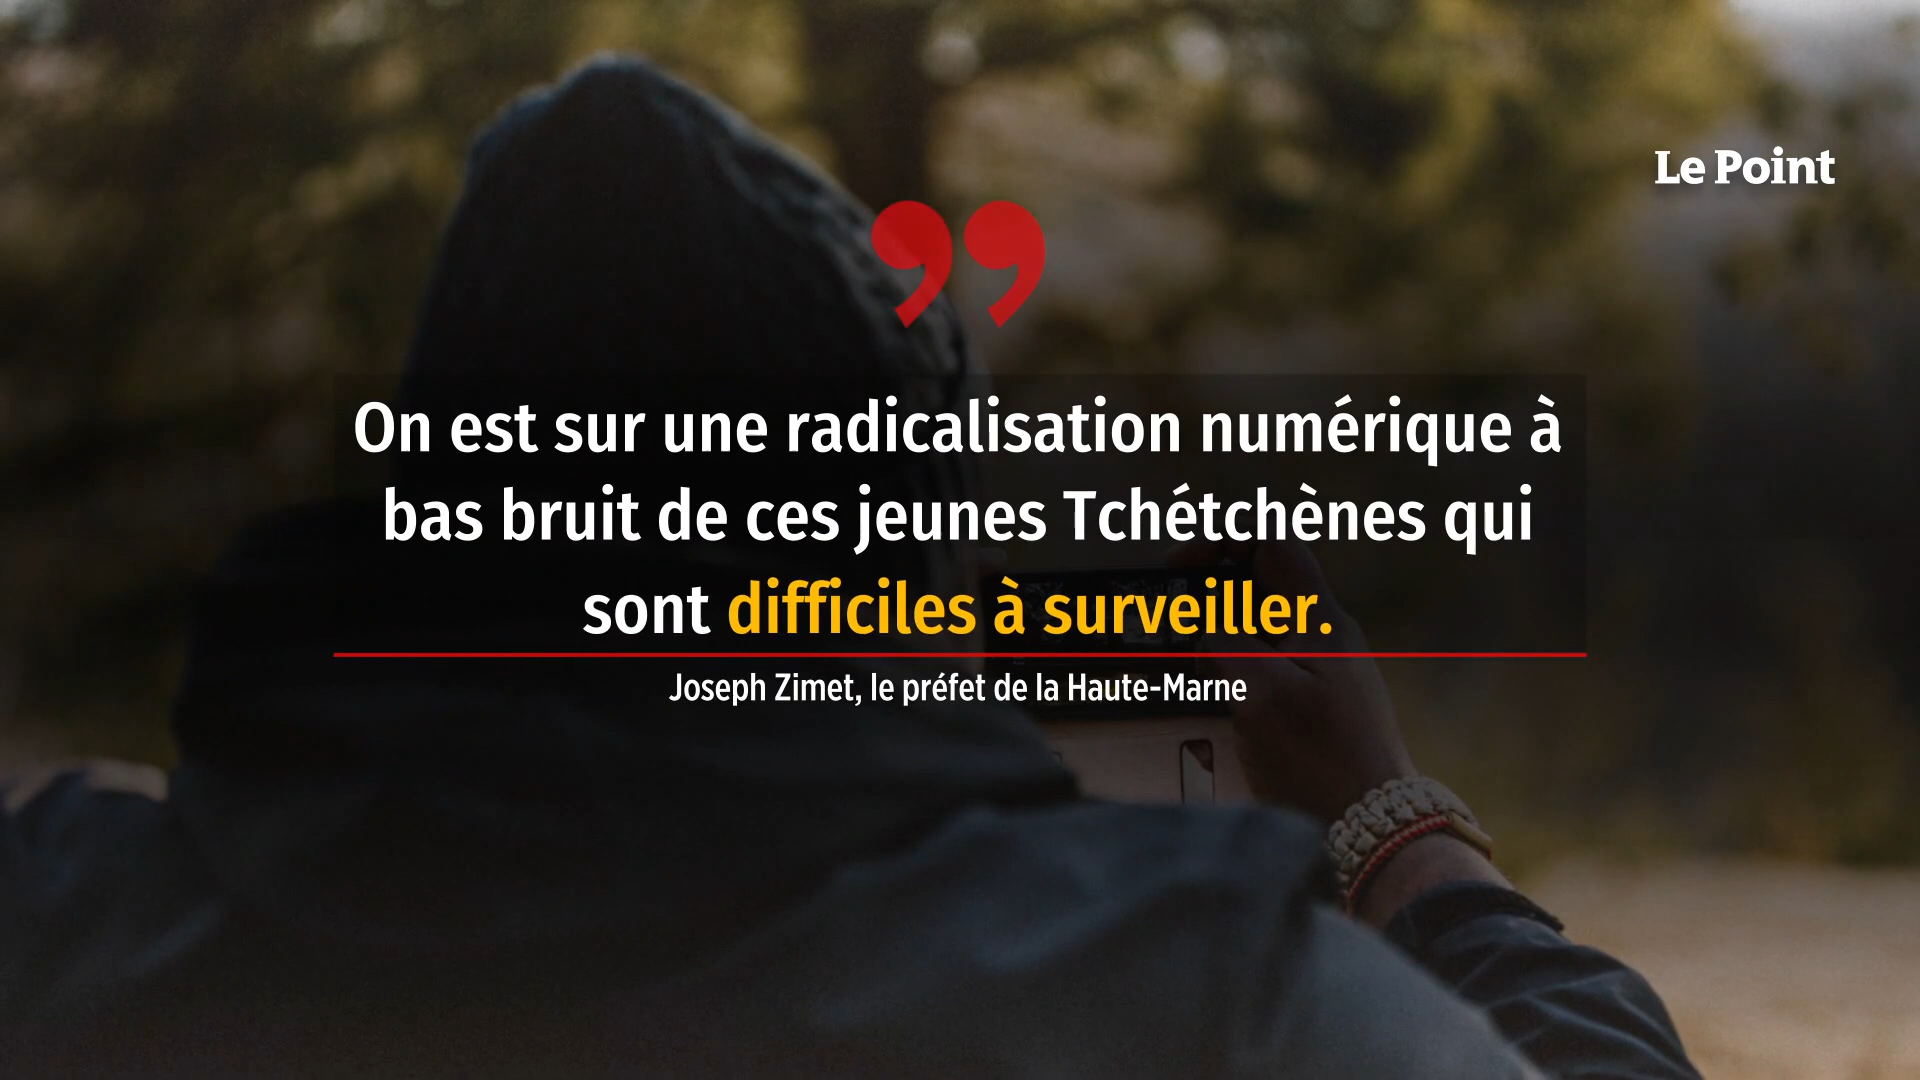 Le Point
On est sur une radicalisation numérique à
bas bruit de ces jeunes Tchétchènes qui
sont difficiles à surveiller.
Joseph Zimet, le préfet de la Haute-Marne